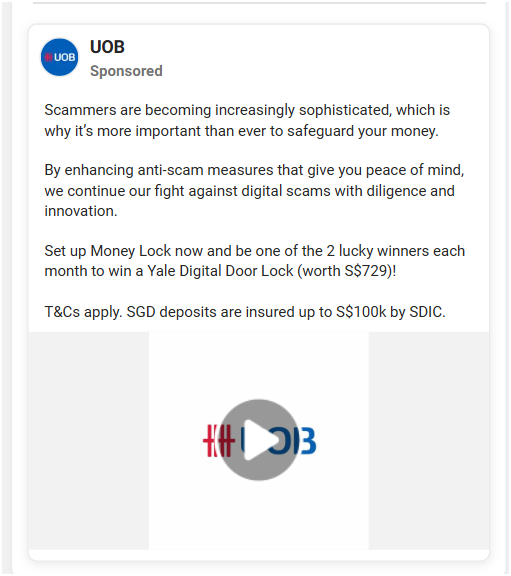 UOB
UOB
Sponsored
Scammers are becoming increasingly sophisticated, which is
why it’s more important than ever to safeguard your money.
By enhancing anti-scam measures that give you peace of mind,
we continue our fight against digital scams with diligence and
innovation.
Set up Money Lock now and be one of the 2 lucky winners each
month to win a Yale Digital Door Lock (worth S$729)!
T&Cs apply. SGD deposits are insured up to S$100k by SDIC.
UOB